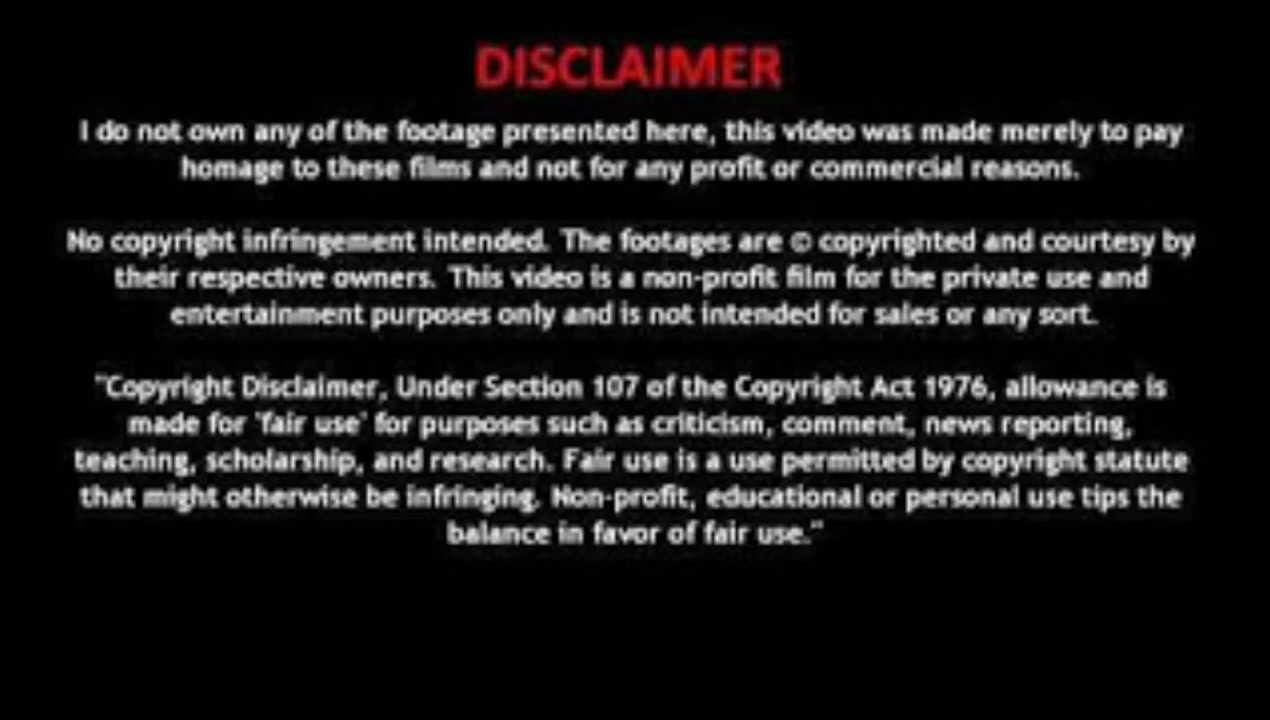 DISCLAIMER
I do not own any of the footage presented here, this video was made merely to pay
homage to these films and not for any profit or commercial reasons.
No copyright infringement intended. The footages are © copyrighted and courtesy by
their respective owners. This video is a non-profit film for the private use and
entertainment purposes only and is not intended for sales or any sort.
"Copyright Disclaimer, Under Section 107 of the Copyright Act 1976, allowance is
made for 'fair use' for purposes such as criticism, comment, news reporting,
teaching, scholarship, and research. Fair use is a use permitted by copyright statute
that might otherwise be infringing. Non-profit, educational or personal use tips the
balance in favor of fair use."